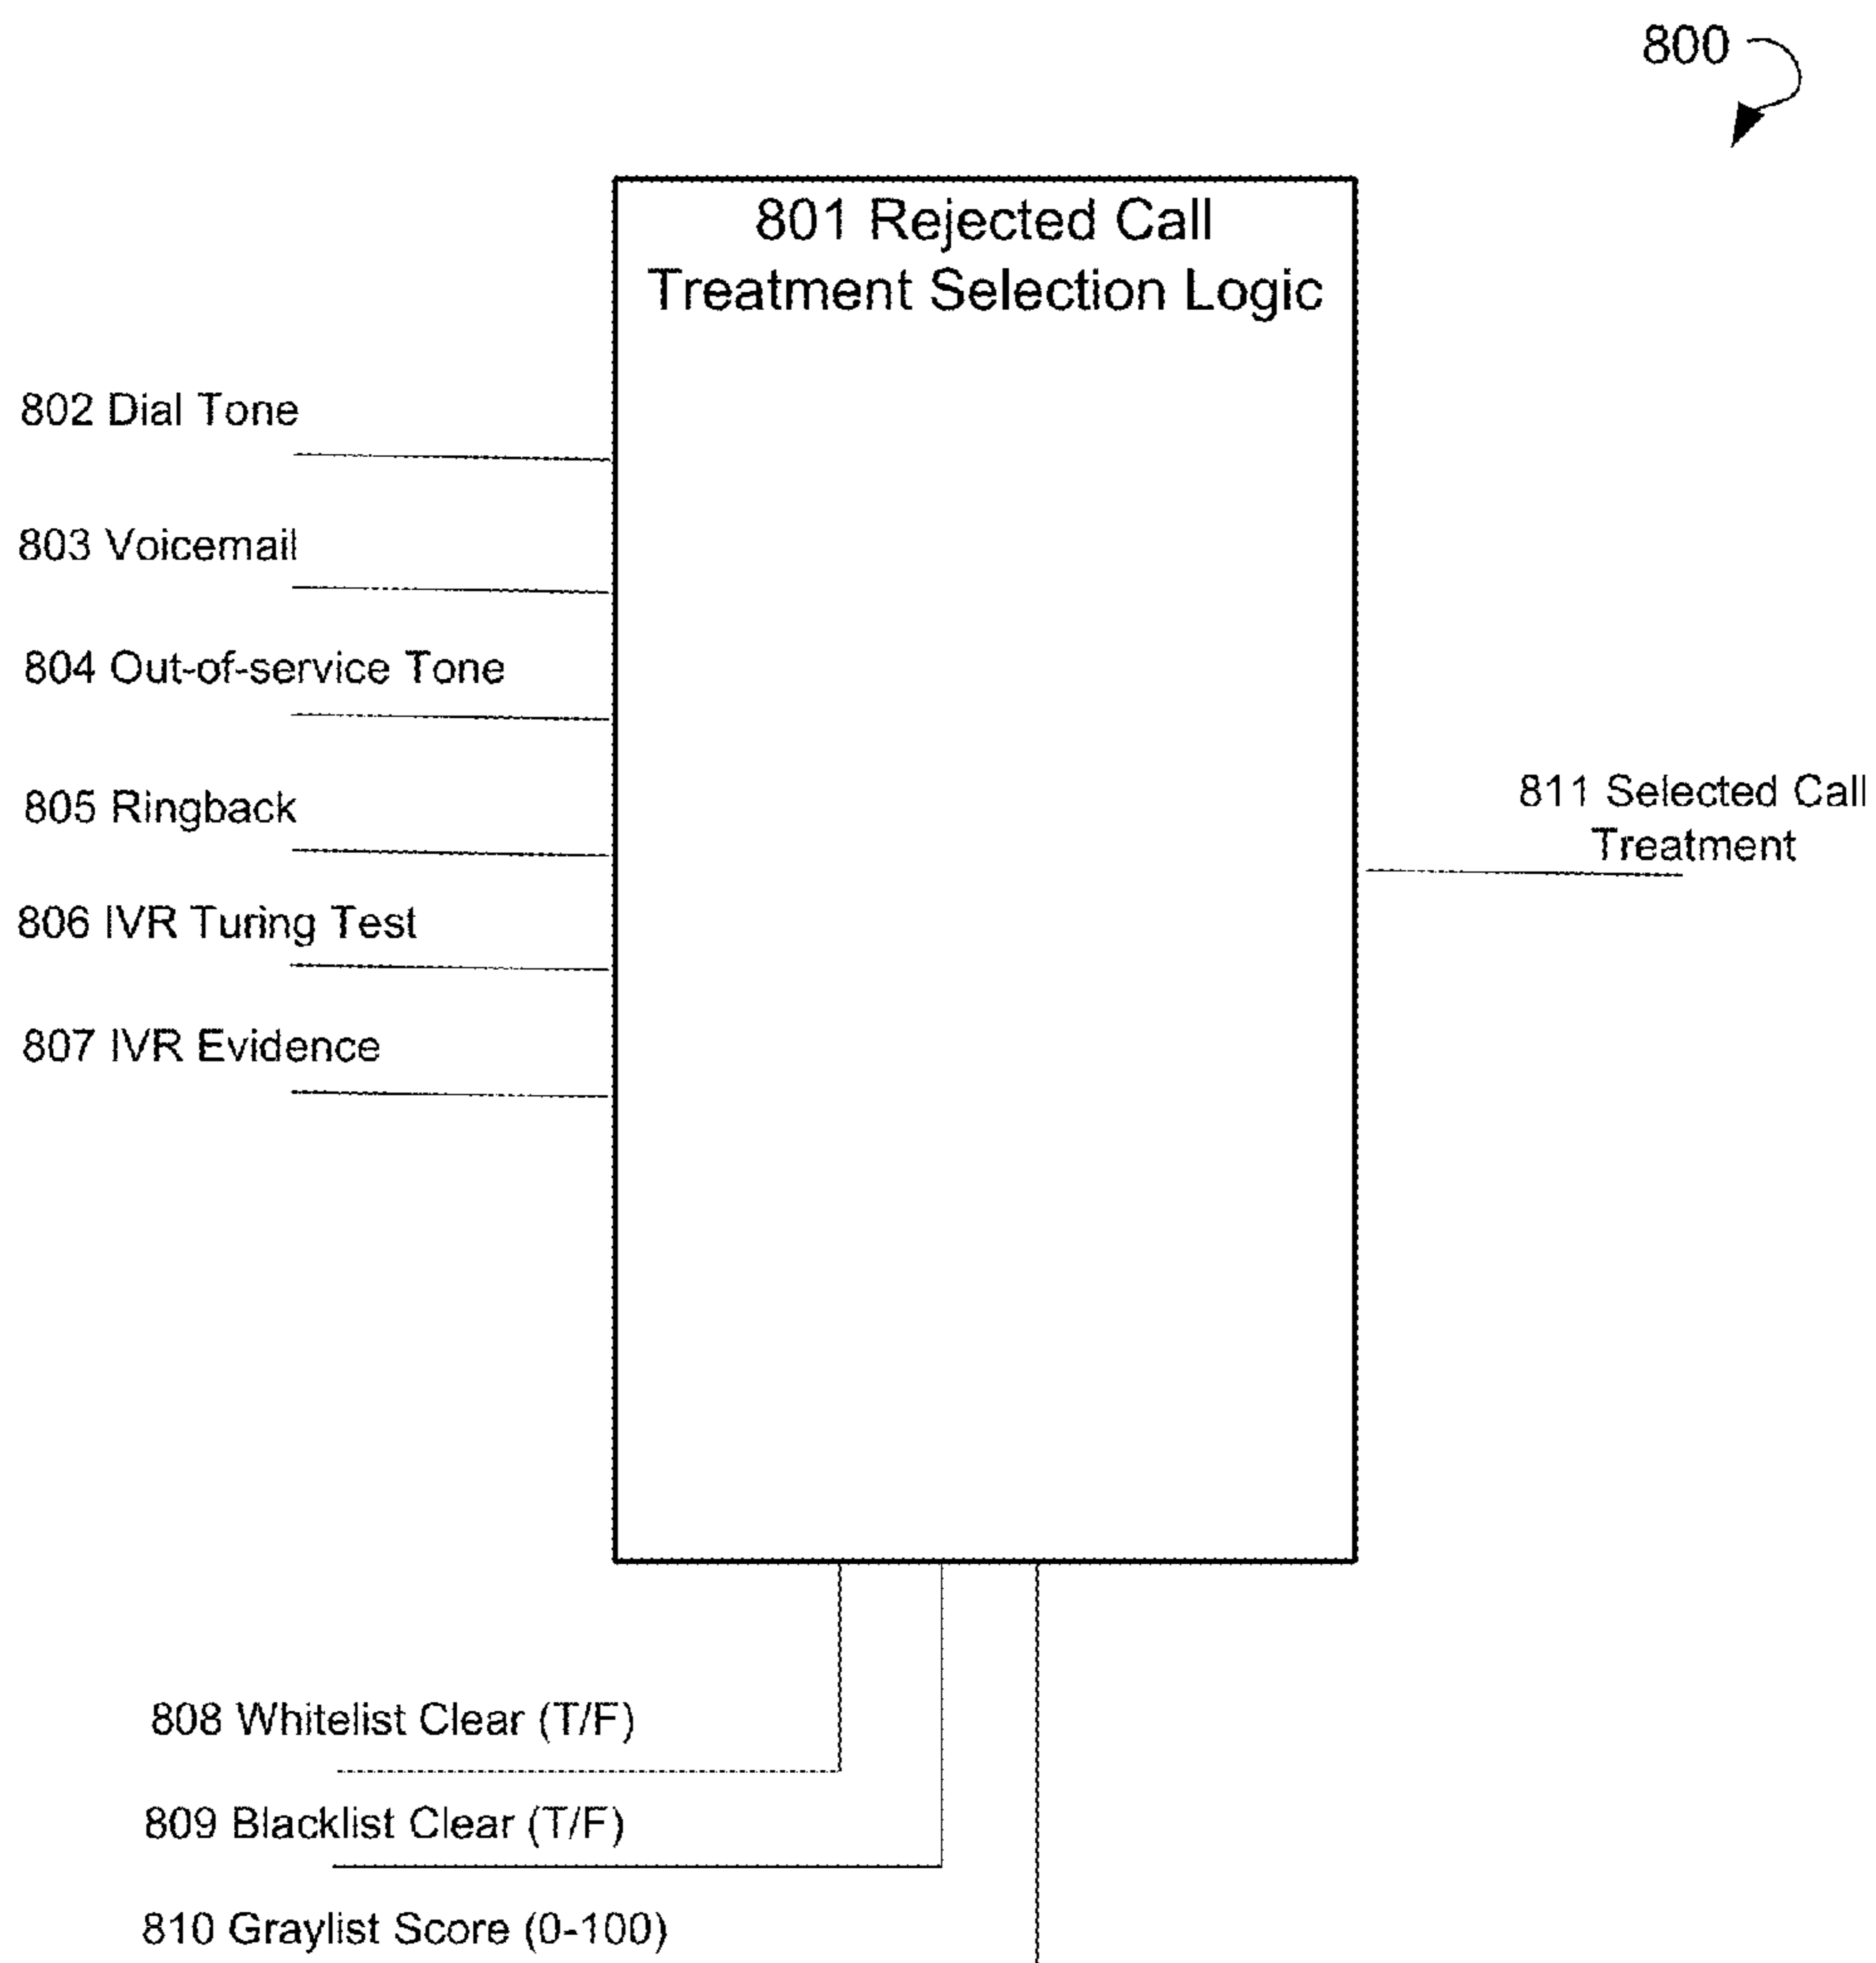 800
801 Rejected Call
Treatment Selection Logic
802 Dial Tone
803 Voicemail
804 Out-of-service Tone
805 Ringback
806 IVR Turing Test
807 IVR Evidence
811 Selected Call
Treatment
808 Whitelist Clear (T/F)
809 Blacklist Clear (T/F)
810 Graylist Score (0-100)